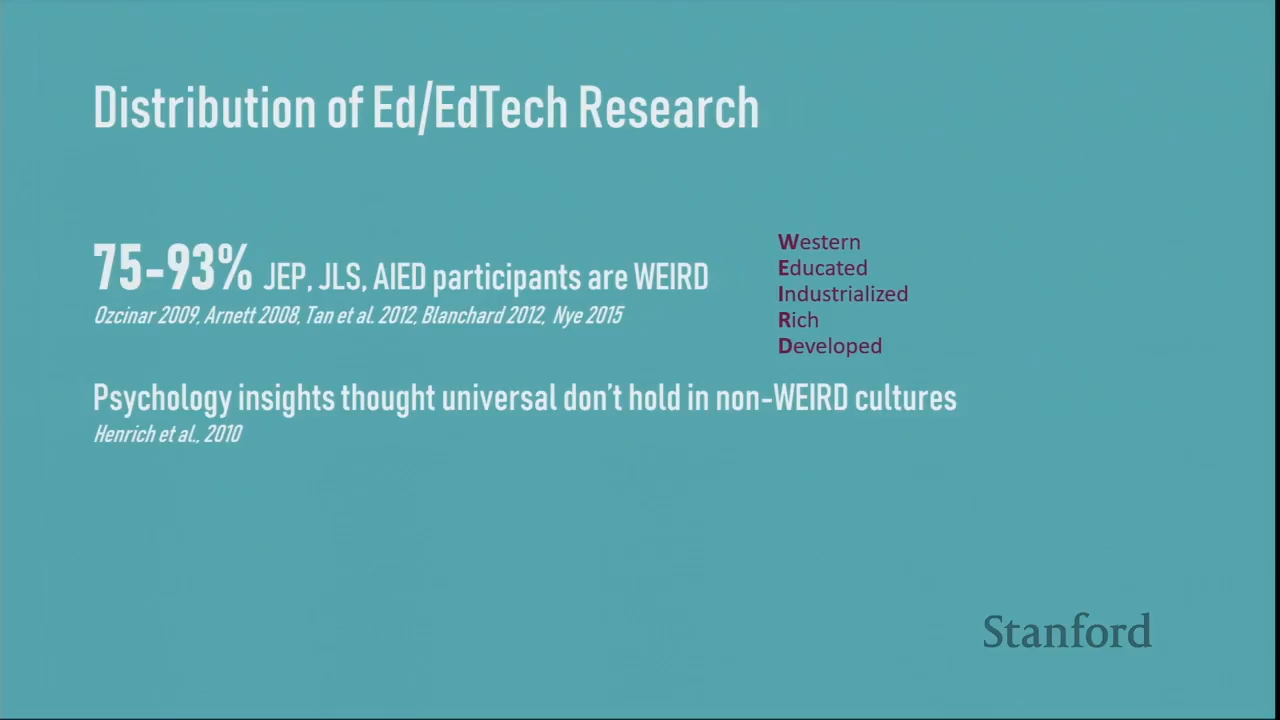 Distribution of Ed/EdTech Research
75-93% JEP, JLS, AIED participants are WEIRD
Ozcinar 2009, Arnett 2008, Tan et al. 2012, Blanchard 2012, Nye 2015
Western
Educated
Industrialized
Rich
Developed
Psychology insights thought universal don't hold in non-WEIRD cultures
Henrich et al., 2010
Stanford